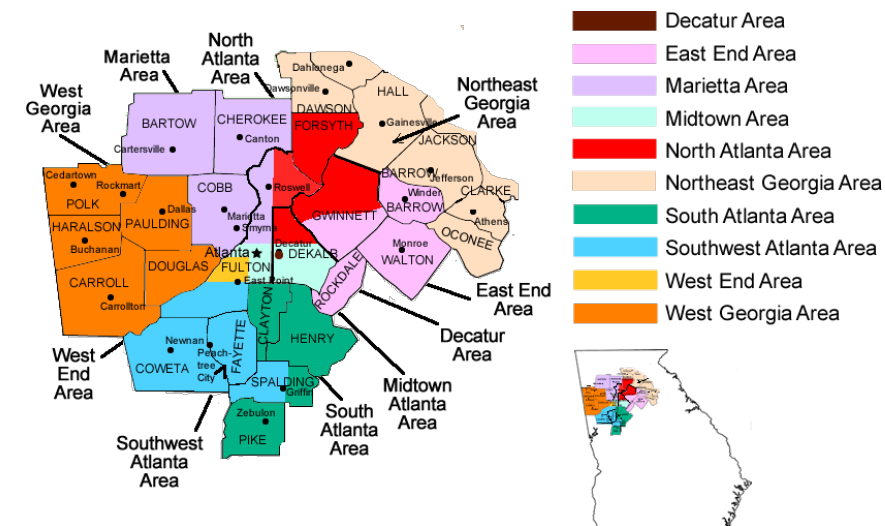 North
Atlanta
Area
Marietta
Area
West
Georgia
Area
Northeast
Georgia
Area
Dahlonega
Dawsonville
DAWSON
HALL
Gainesville
FORSYTH
JACKSON
BARROW
Jefferson
CLARKE
Athens
OCONEE
Winder
BARROW
Monroe
WALTON
BARTOW
Cartersville
CHEROKEE
Canton
Cedartown
Rockmart
POLK
COBB
Roswell
Dallas
PAULDING
Marietta
Smyrna
GWINNETT
HARALSON
Buchanan
Atlanta
Decatur
DEKALB
DOUGLAS
FULTON
East Point
ROCKDALE
CARROLL
Carrollton
CLAYTON
HENRY
Newnan
Peach-
tree
City
FAYETTE
COWETA
SPALDING
Griffin
Zebulon
PIKE
East End
Area
Decatur
Area
Midtown
Atlanta
Area
South
Atlanta
Area
Southwest
Atlanta
Area
West
End
Area
Decatur Area
East End Area
Marietta Area
Midtown Area
North Atlanta Area
Northeast Georgia Area
South Atlanta Area
Southwest Atlanta Area
West End Area
West Georgia Area